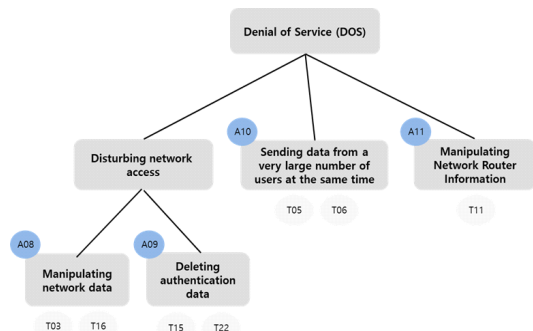 Denial of Service (DOS)
A10
A11
Disturbing network
access
Sending data from a
very large number of
users at the same time
Manipulating
Network Router
Information
T05
T06
T11
A08
A09
Manipulating
network data
Deleting
authentication
data
T03
T16
T15
T22